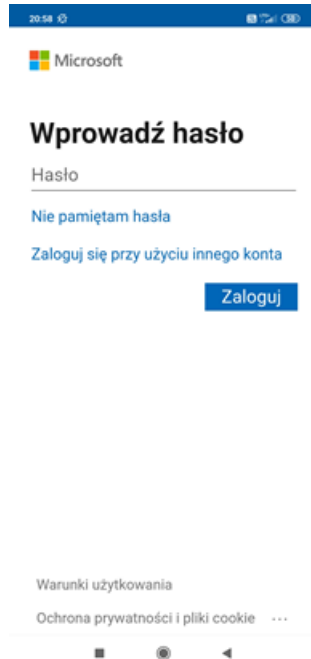 20:58
Microsoft
Wprowadź hasło
Hasło
Nie pamiętam hasła
Zaloguj się przy użyciu innego konta
Zaloguj
Warunki użytkowania
Ochrona prywatności i pliki cookie ...